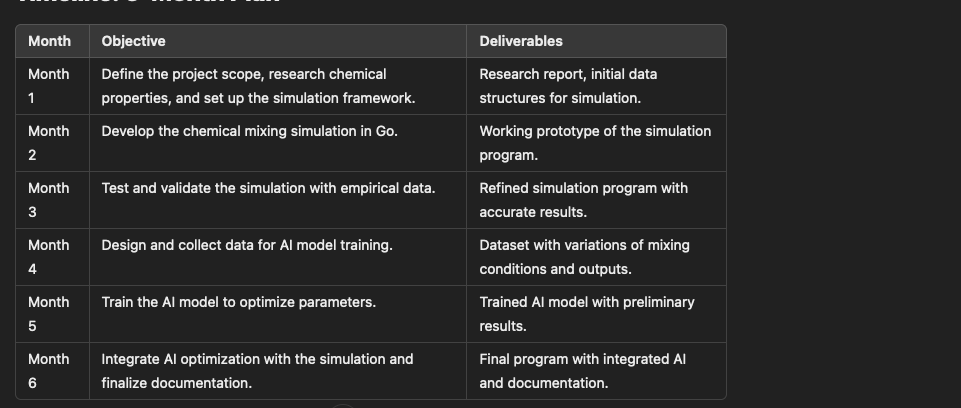 Month Objective Deliverables
Month Define the project scope, research chemical Research report, initial data
1 properties, and set up the simulation framework. structures for simulation.
Month Develop the chemical mixing simulation in Go. Working prototype of the simulation
2 program.
Month Test and validate the simulation with empirical data. Refined simulation program with
3 accurate results.
Month Design and collect data for AI model training. Dataset with variations of mixing
4 conditions and outputs.
Month Train the AI model to optimize parameters. Trained AI model with preliminary
5 results.
Month Integrate AI optimization with the simulation and Final program with integrated AI
6 finalize documentation. and documentation.